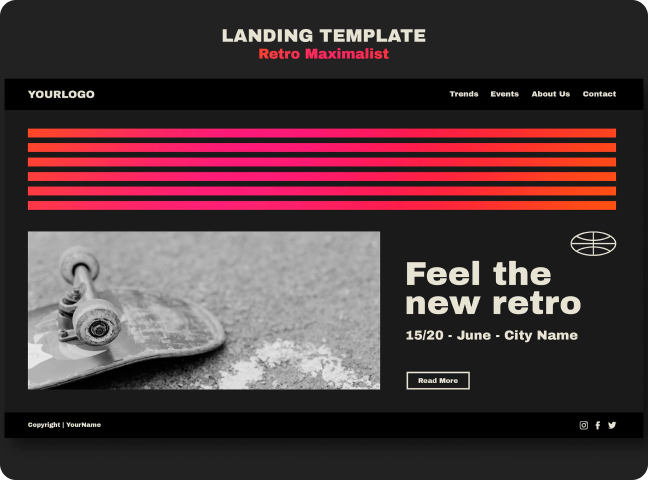 LANDING TEMPLATE
Retro Maximalist
YOURLOGO
Trends Events About Us Contact
Feel the
new retro
15/20 - June - City Name
Read More
Copyright | YourName